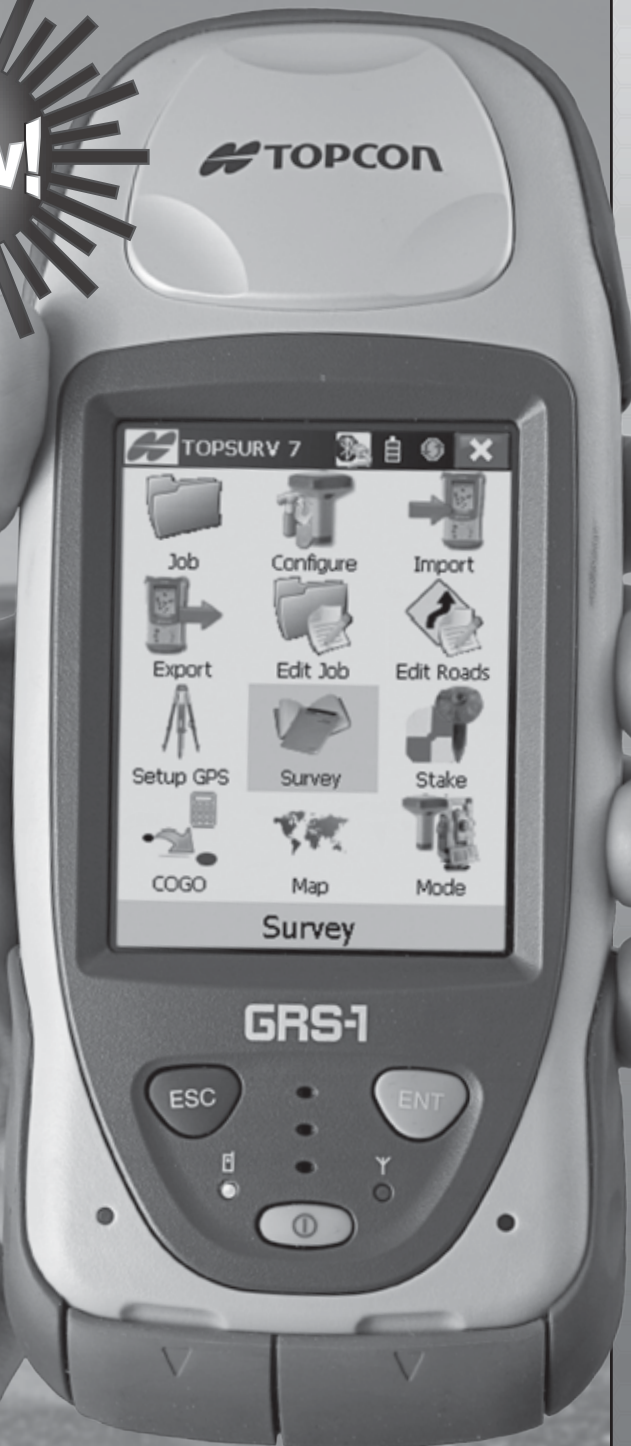 TOPCON
TOPSURV 7
Job Configure Import
Export Edit Job Edit Roads
Setup GPS Survey Stake
COGO Map Mode
Survey
GRS-1
ESC ENT